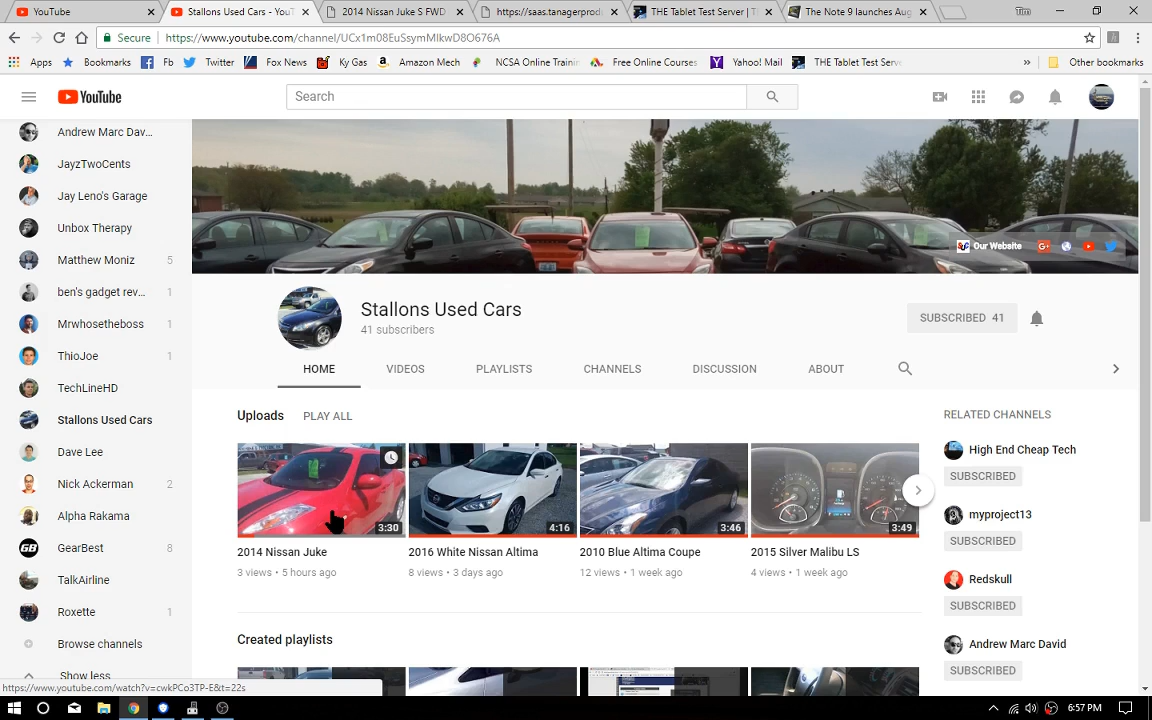 YouTube
Stallons Used Cars - YouT
2014 Nissan Juke S FWD
https://saas.tanagerprodu
THE Tablet Test Server | T
The Note 9 launches Aug
Tim
Secure
https://www.youtube.com/channel/UCx1m08EuSsymMIkwD8O676A
Apps
Bookmarks
Fb
Twitter
Fox News
Ky Gas
Amazon Mech
NCSA Online Trainin
Free Online Courses
Yahoo! Mail
THE Tablet Test Serve
»
Other bookmarks
YouTube
Search
Andrew Marc Dav...
JayzTwoCents
Jay Leno's Garage
Unbox Therapy
Matthew Moniz 5
ben's gadget rev... 1
Mrwhosetheboss 1
ThioJoe 1
TechLineHD
Stallons Used Cars
Dave Lee
Nick Ackerman 2
Alpha Rakama
GearBest 8
TalkAirline
Roxette 1
Browse channels
Show less
Our Website
Stallons Used Cars
41 subscribers
SUBSCRIBED 41
HOME
VIDEOS
PLAYLISTS
CHANNELS
DISCUSSION
ABOUT
Uploads
PLAY ALL
3:30
4:16
3:46
3:49
2014 Nissan Juke
2016 White Nissan Altima
2010 Blue Altima Coupe
2015 Silver Malibu LS
3 views • 5 hours ago
8 views • 3 days ago
12 views • 1 week ago
4 views • 1 week ago
Created playlists
RELATED CHANNELS
High End Cheap Tech
SUBSCRIBED
myproject13
SUBSCRIBED
Redskull
SUBSCRIBED
Andrew Marc David
SUBSCRIBED
https://www.youtube.com/watch?v=cwkPCo3TP-E&t=22s
6:57 PM